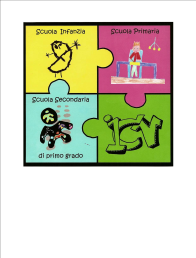 Scuola Infanzia
Scuola Primaria
Scuola Secondaria
di primo grado
ICV